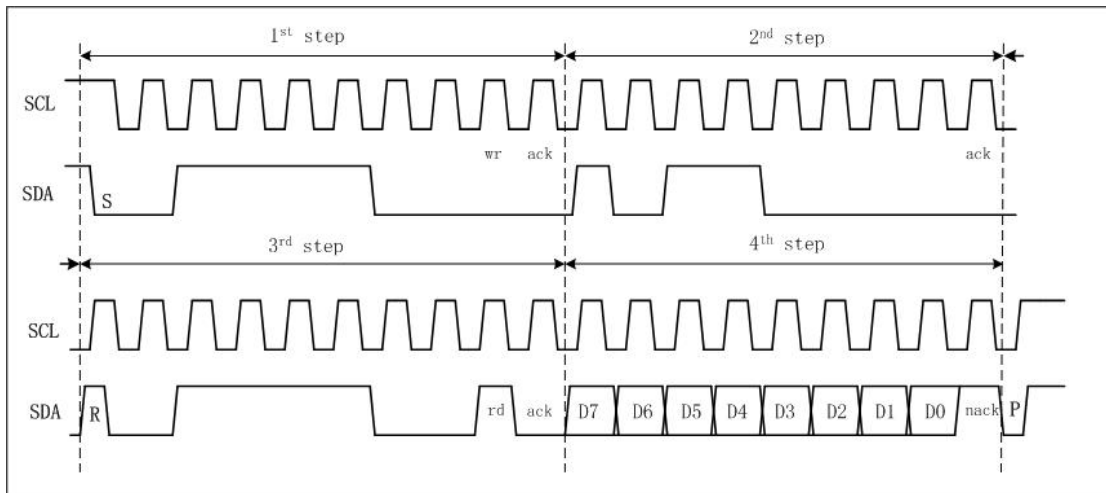 1st step 2nd step
SCL
wr ack ack
SDA S
3rd step 4th step
SCL
SDA R rd ack D7 D6 D5 D4 D3 D2 D1 D0 nack P